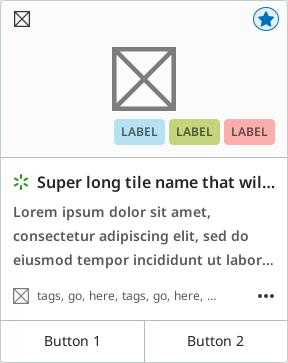 LABEL LABEL LABEL
Super long tile name that wil...
Lorem ipsum dolor sit amet,
consectetur adipiscing elit, sed do
eiusmod tempor incididunt ut labor...
tags, go, here, tags, go, here, ...
Button 1 Button 2